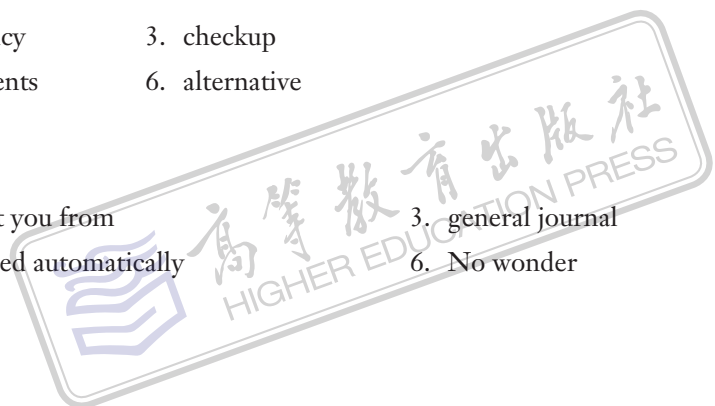 cy 3. checkup
ents 6. alternative
高等教育出版社
HIGHER EDUCATION PRESS
t you from 3. general journal
ed automatically 6. No wonder